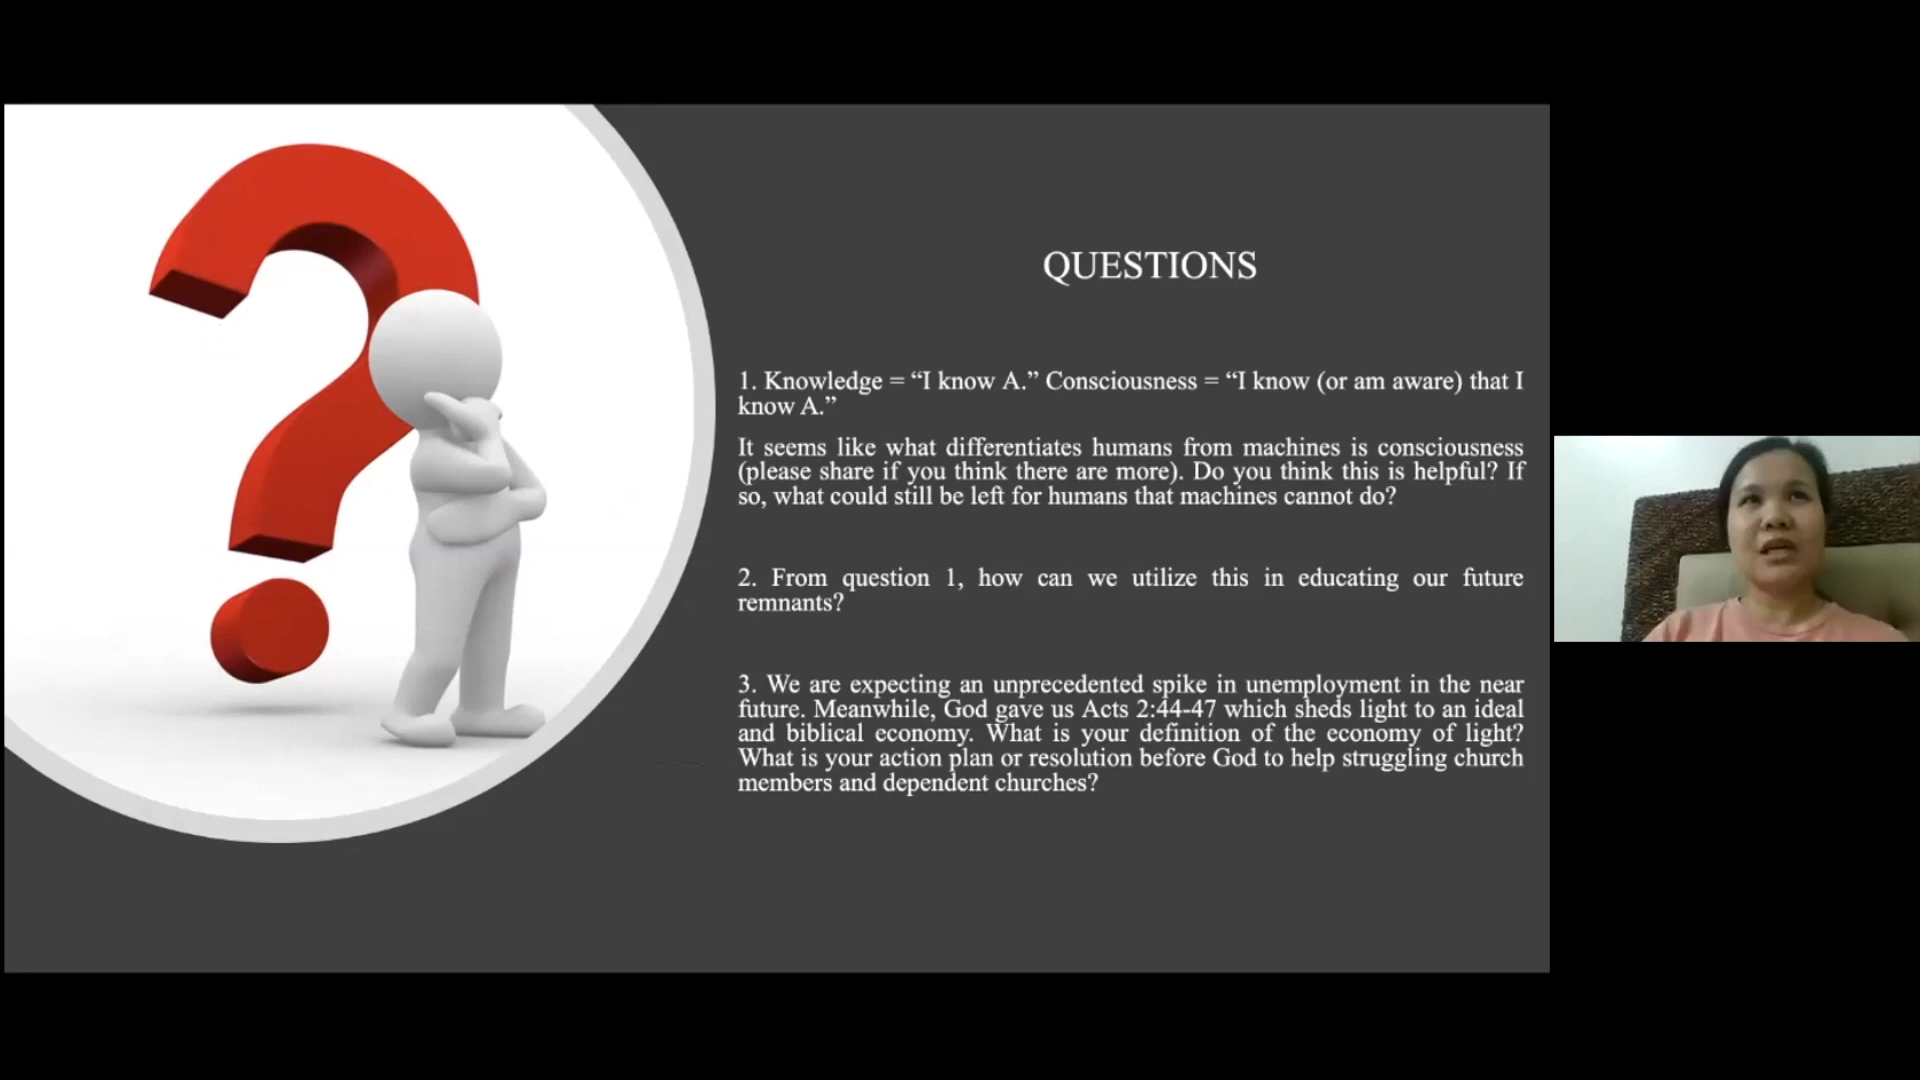 QUESTIONS
1. Knowledge = “I know A.” Consciousness = “I know (or am aware) that I
know A.”
It seems like what differentiates humans from machines is consciousness
(please share if you think there are more). Do you think this is helpful? If
so, what could still be left for humans that machines cannot do?
2. From question 1, how can we utilize this in educating our future
remnants?
3. We are expecting an unprecedented spike in unemployment in the near
future. Meanwhile, God gave us Acts 2:44-47 which sheds light to an ideal
and biblical economy. What is your definition of the economy of light?
What is your action plan or resolution before God to help struggling church
members and dependent churches?